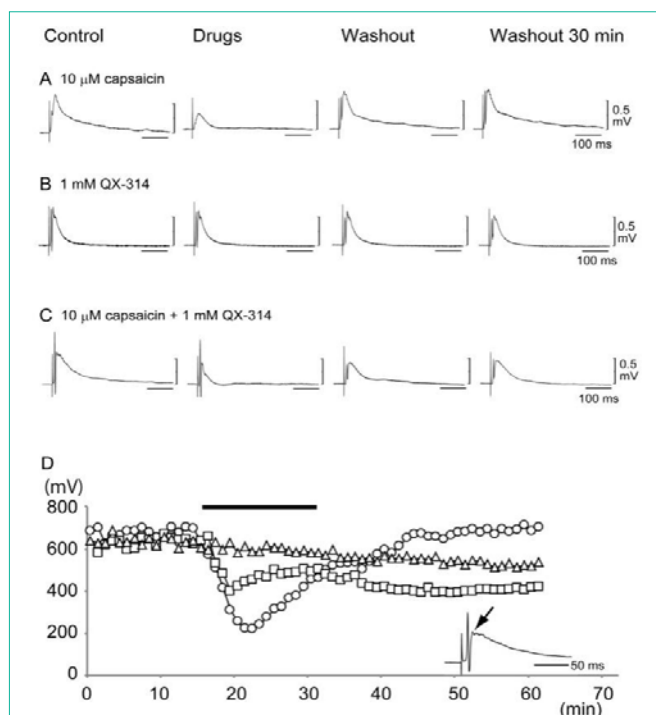 Control Drugs Washout Washout 30 min
A 10 μM capsaicin
0.5
mV
100 ms
B 1 mM QX-314
0.5
mV
100 ms
C 10 μM capsaicin + 1 mM QX-314
0.5
mV
100 ms
D
(mV)
800
600
400
200
0
50 ms
0 10 20 30 40 50 60 70
(min)